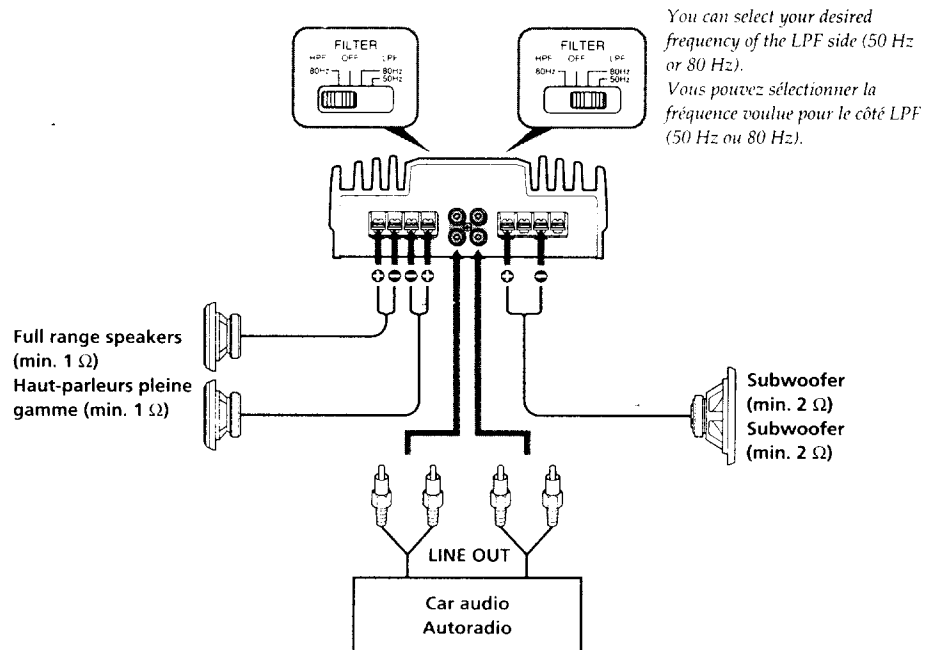 FILTER
HPF OFF LPF
80Hz 80Hz
50Hz
FILTER
HPF OFF LPF
80Hz 80Hz
50Hz
You can select your desired
frequency of the LPF side (50 Hz
or 80 Hz).
Vous pouvez sélectionner la
fréquence voulue pour le côté LPF
(50 Hz ou 80 Hz).
Full range speakers
(min. 1 Ω)
Haut-parleurs pleine
gamme (min. 1 Ω)
Subwoofer
(min. 2 Ω)
Subwoofer
(min. 2 Ω)
LINE OUT
Car audio
Autoradio